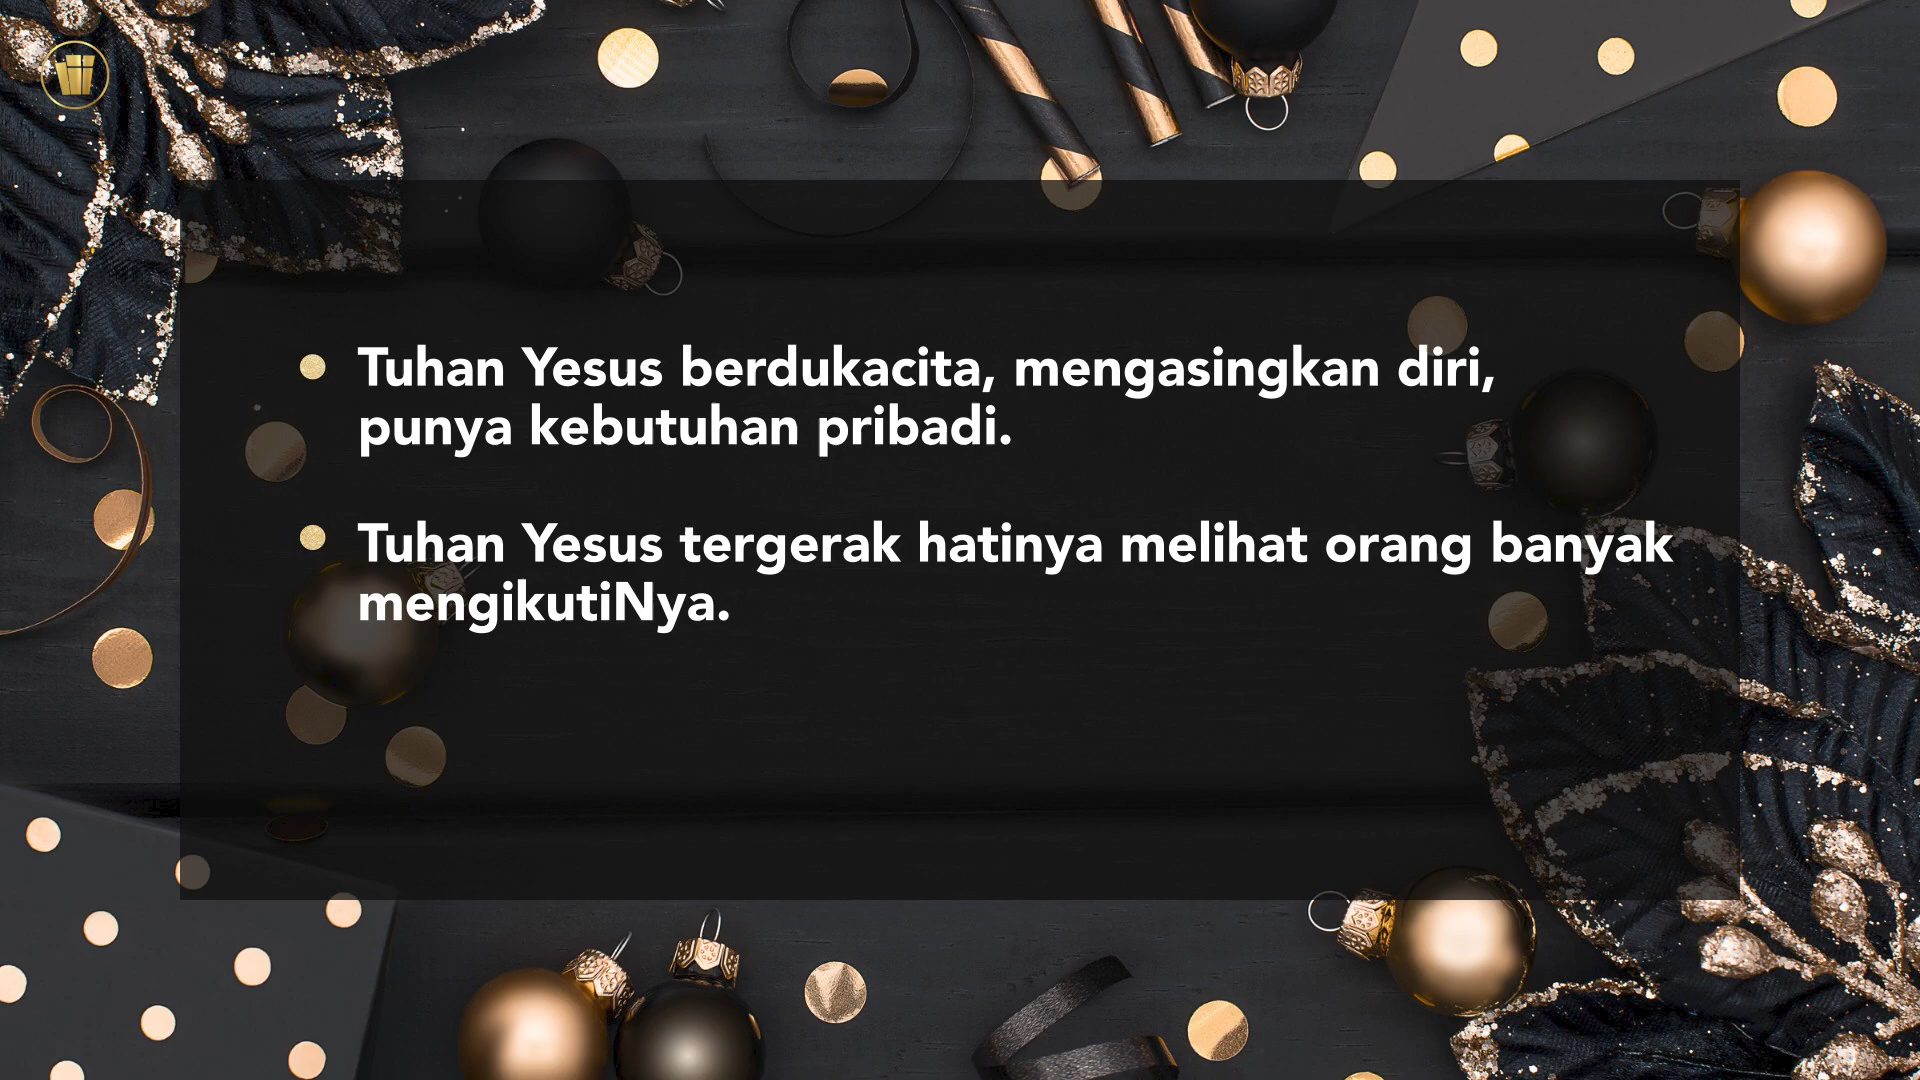 Tuhan Yesus berdukacita, mengasingkan diri,
punya kebutuhan pribadi.
Tuhan Yesus tergerak hatinya melihat orang banyak
mengikutiNya.